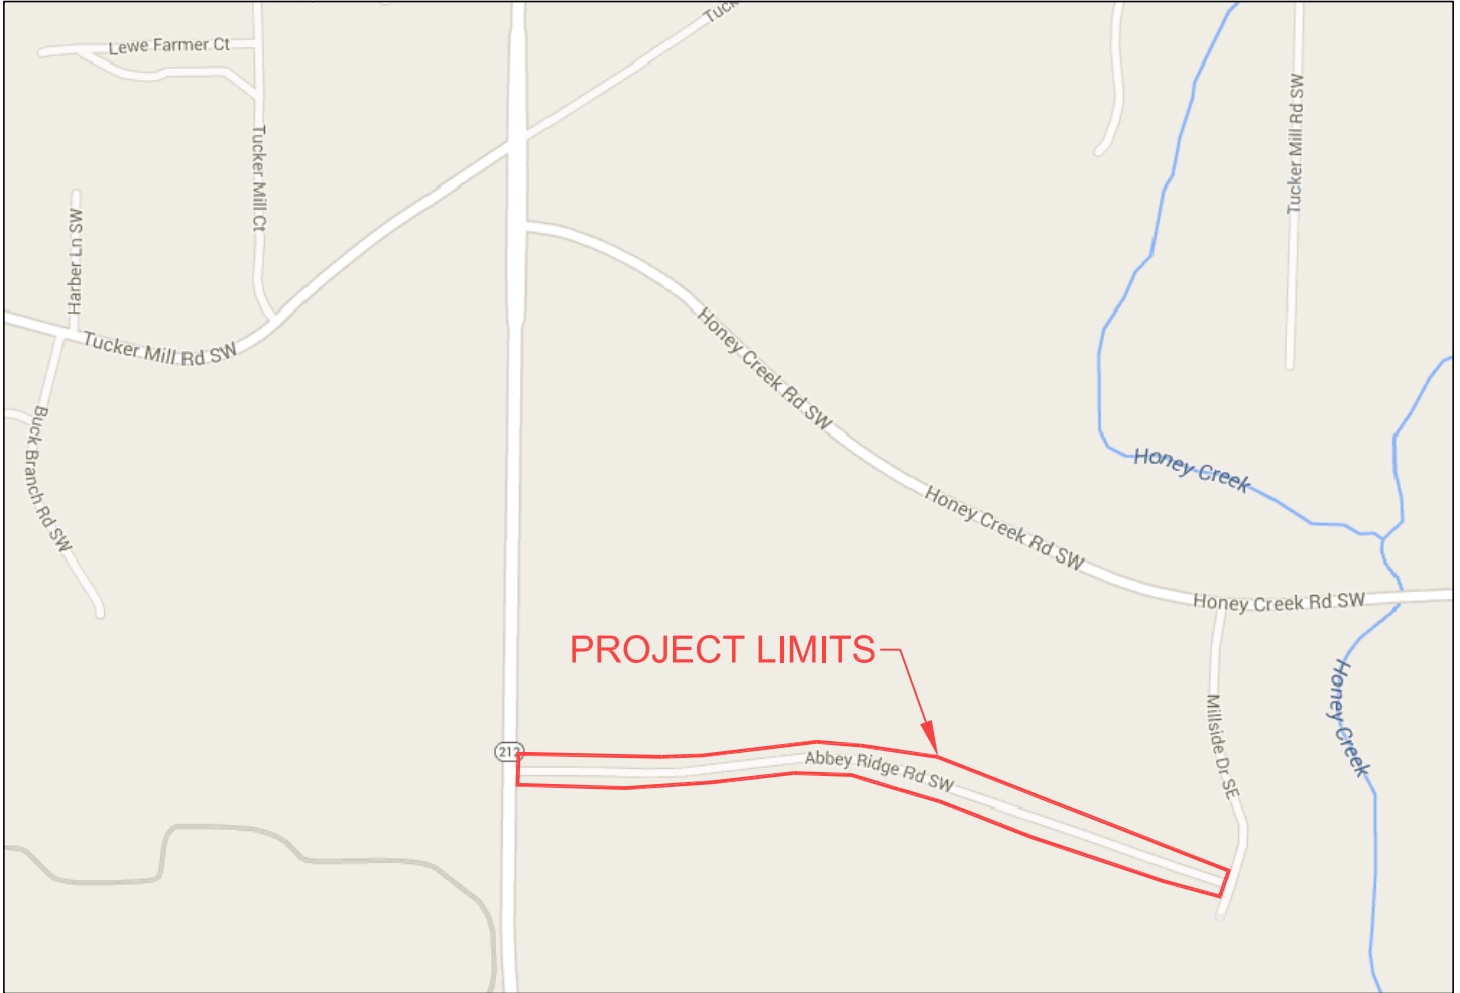 Tuck
Lewe Farmer Ct
Tucker Mill Ct
Tucker Mill Rd SW
Harber Ln SW
Tucker Mill Rd SW
Honey Creek Rd SW
Buck Branch Rd SW
Honey Creek
Honey Creek Rd SW
Honey Creek Rd SW
PROJECT LIMITS
Honey Creek
Millside Dr SE
212
Abbey Ridge Rd SW